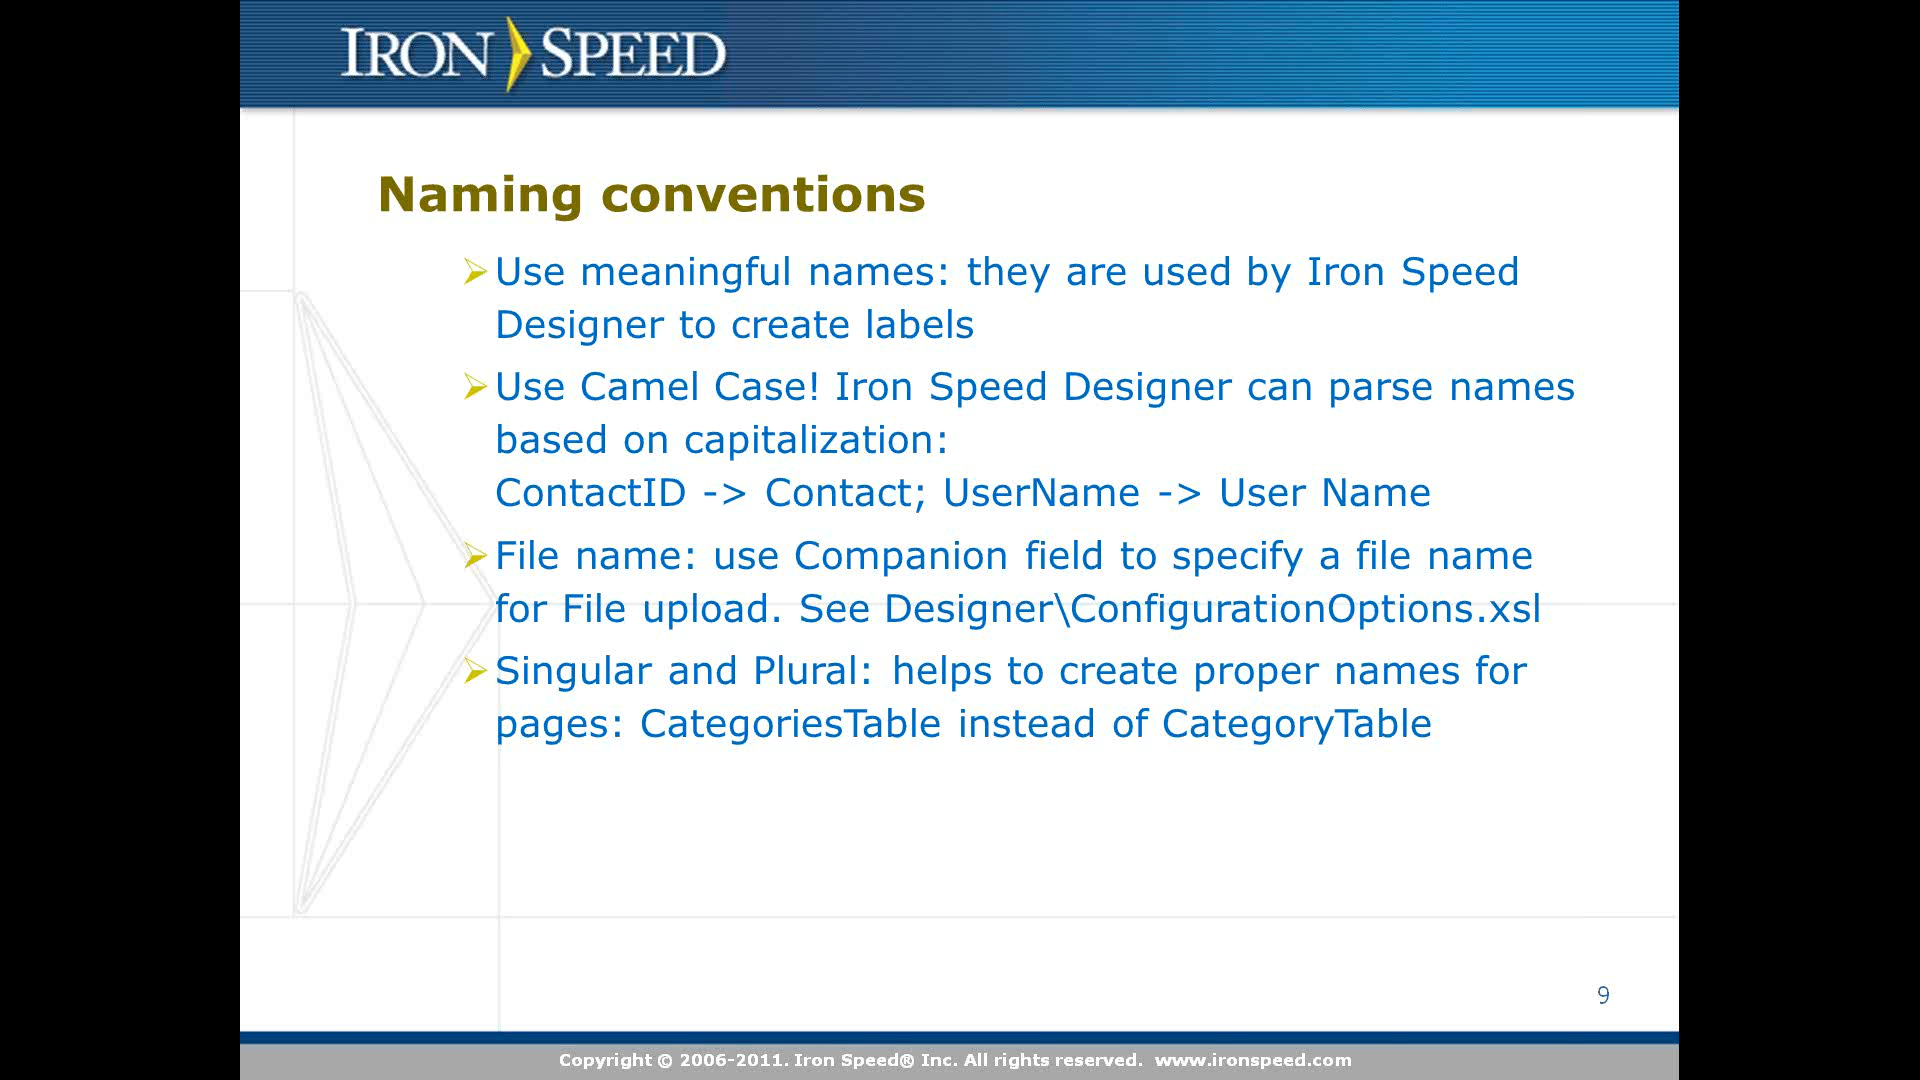 IRON SPEED
Naming conventions
Use meaningful names: they are used by Iron Speed
Designer to create labels
Use Camel Case! Iron Speed Designer can parse names
based on capitalization:
ContactID -> Contact; UserName -> User Name
File name: use Companion field to specify a file name
for File upload. See Designer\ConfigurationOptions.xsl
Singular and Plural: helps to create proper names for
pages: CategoriesTable instead of CategoryTable
9
Copyright © 2006-2011. Iron Speed® Inc. All rights reserved. www.ironspeed.com